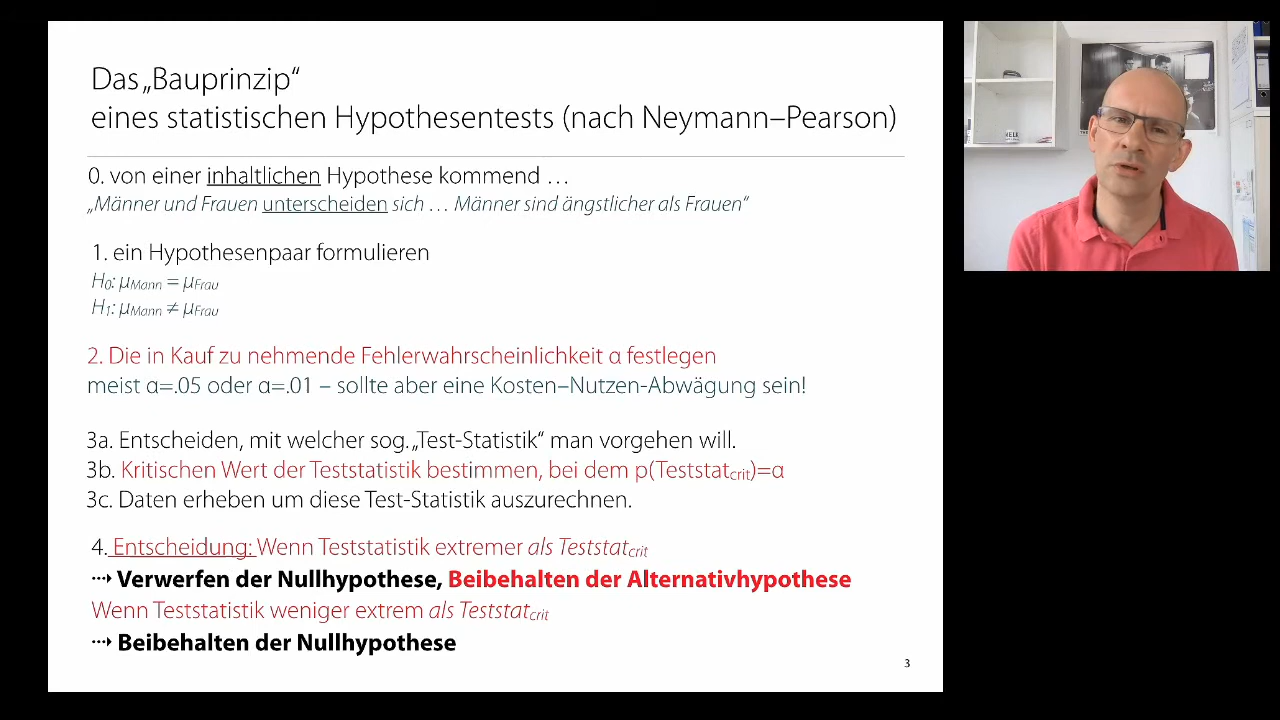 Das „Bauprinzip“
eines statistischen Hypothesentests (nach Neymann–Pearson)
0. von einer inhaltlichen Hypothese kommend …
„Männer und Frauen unterscheiden sich … Männer sind ängstlicher als Frauen“
1. ein Hypothesenpaar formulieren
H0: μMann = μFrau
H1: μMann ≠ μFrau
2. Die in Kauf zu nehmende Fehlerwahrscheinlichkeit α festlegen
meist α=.05 oder α=.01 – sollte aber eine Kosten–Nutzen-Abwägung sein!
3a. Entscheiden, mit welcher sog. „Test-Statistik“ man vorgehen will.
3b. Kritischen Wert der Teststatistik bestimmen, bei dem p(Teststatcrit)=α
3c. Daten erheben um diese Test-Statistik auszurechnen.
4. Entscheidung: Wenn Teststatistik extremer als Teststatcrit
⇢ Verwerfen der Nullhypothese, Beibehalten der Alternativhypothese
Wenn Teststatistik weniger extrem als Teststatcrit
⇢ Beibehalten der Nullhypothese
3